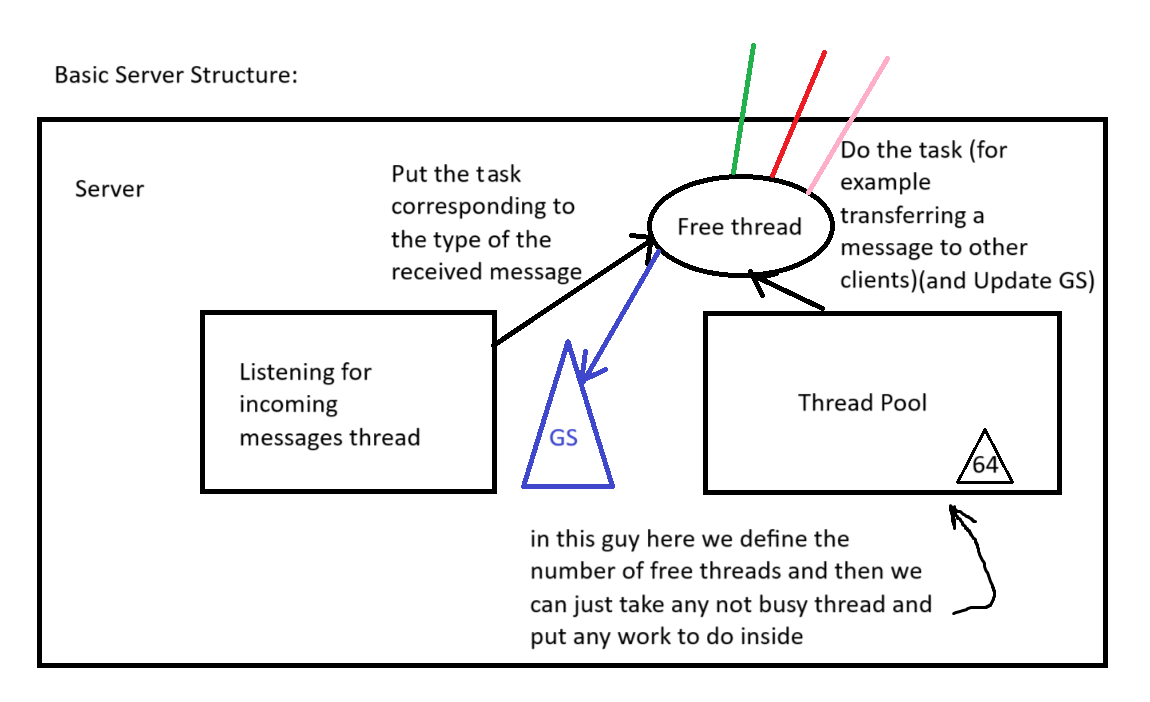 Basic Server Structure:
Server
Put the task
corresponding to
the type of the
received message
Free thread
Do the task (for
example
transferring a
message to other
clients)(and Update GS)
Listening for
incoming
messages thread
GS
Thread Pool
64
in this guy here we define the
number of free threads and then we
can just take any not busy thread and
put any work to do inside